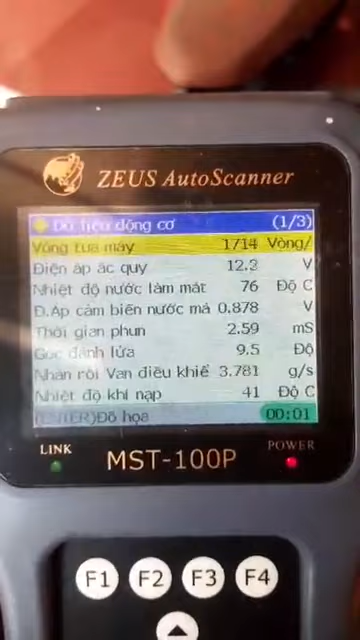 ZEUS AutoScanner
Dữ liệu động cơ (1/3)
Vòng tua máy 1714 Vòng/
Điện áp ắc quy 12.2 V
Nhiệt độ nước làm mát 76 Độ C
Đ.Áp cảm biến nước má 0.878 V
Thời gian phun 2.59 mS
Góc đánh lửa 9.5 Độ
Nhàn rỗi Van điều khiể 3.781 g/s
Nhiệt độ khí nạp 41 Độ C
(ENTER)Đồ họa 00:01
LINK MST-100P POWER
F1 F2 F3 F4